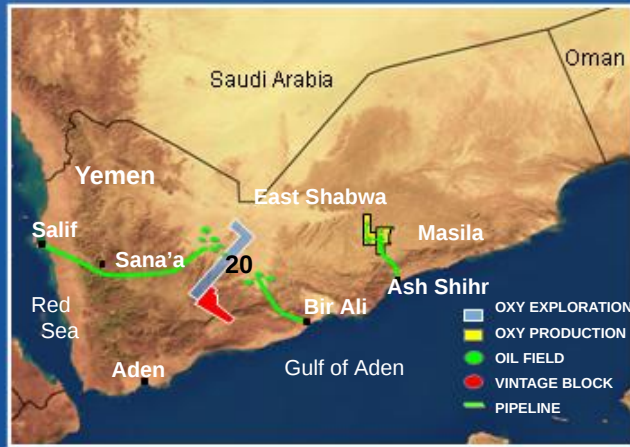 Saudi Arabia
Oman
Yemen
East Shabwa
Salif
Masila
Sana’a
20
Ash Shihr
Red
Sea
Bir Ali
Aden
Gulf of Aden
OXY EXPLORATION
OXY PRODUCTION
OIL FIELD
VINTAGE BLOCK
PIPELINE